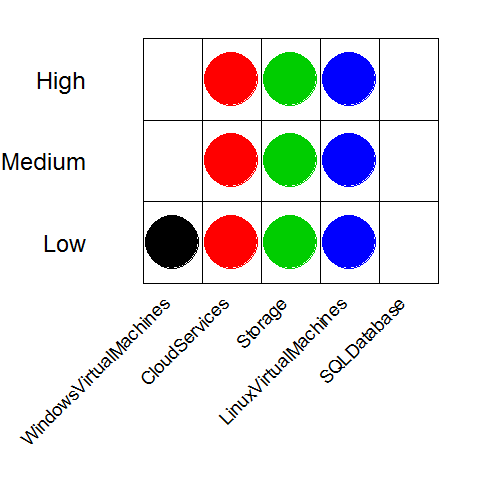 High
Medium
Low
WindowsVirtualMachines
CloudServices
Storage
LinuxVirtualMachines
SQLDatabase